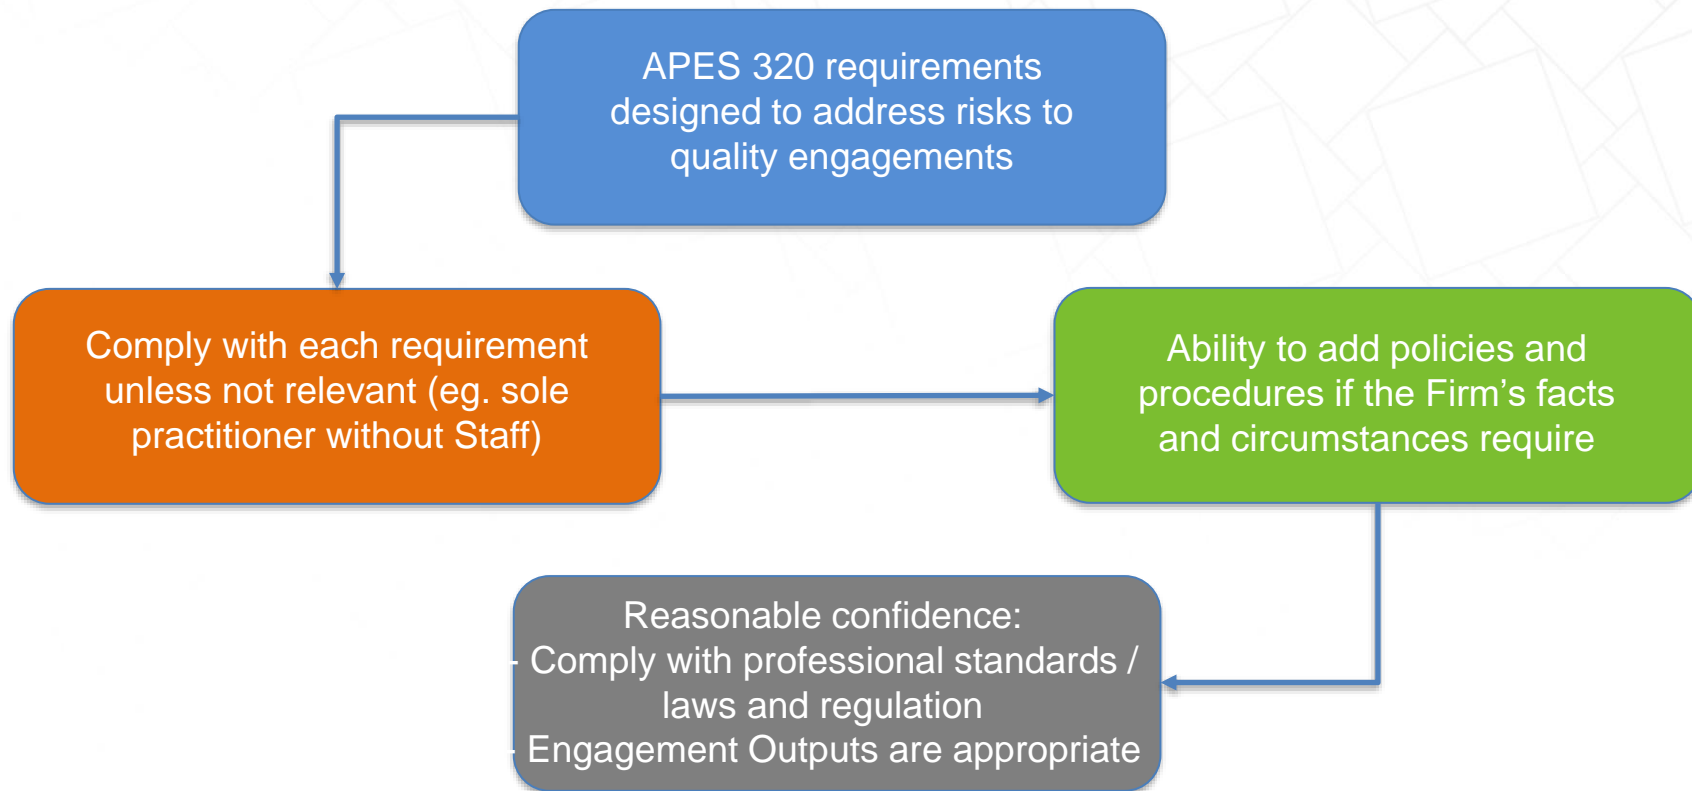 APES 320 requirements
designed to address risks to
quality engagements
Comply with each requirement
unless not relevant (eg. sole
practitioner without Staff)
Ability to add policies and
procedures if the Firm’s facts
and circumstances require
Reasonable confidence:
- Comply with professional standards /
laws and regulation
- Engagement Outputs are appropriate